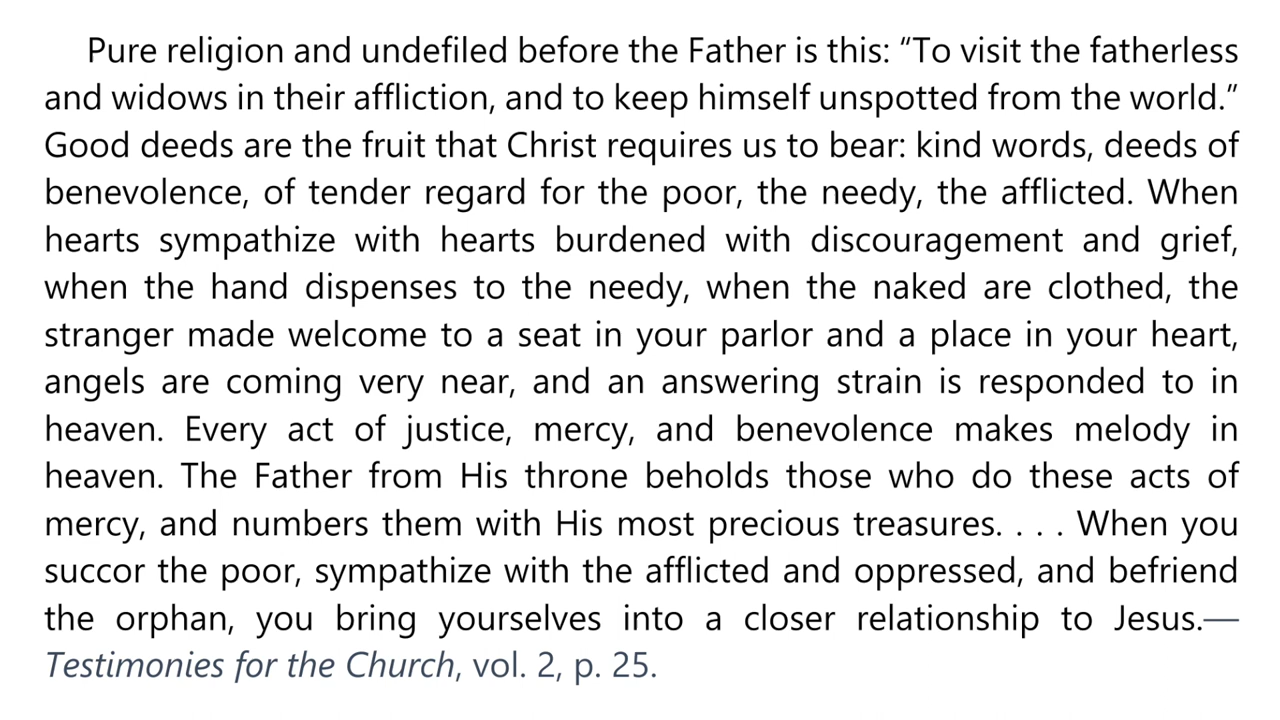 Pure religion and undefiled before the Father is this: “To visit the fatherless
and widows in their affliction, and to keep himself unspotted from the world.”
Good deeds are the fruit that Christ requires us to bear: kind words, deeds of
benevolence, of tender regard for the poor, the needy, the afflicted. When
hearts sympathize with hearts burdened with discouragement and grief,
when the hand dispenses to the needy, when the naked are clothed, the
stranger made welcome to a seat in your parlor and a place in your heart,
angels are coming very near, and an answering strain is responded to in
heaven. Every act of justice, mercy, and benevolence makes melody in
heaven. The Father from His throne beholds those who do these acts of
mercy, and numbers them with His most precious treasures. . . . When you
succor the poor, sympathize with the afflicted and oppressed, and befriend
the orphan, you bring yourselves into a closer relationship to Jesus.—
Testimonies for the Church, vol. 2, p. 25.